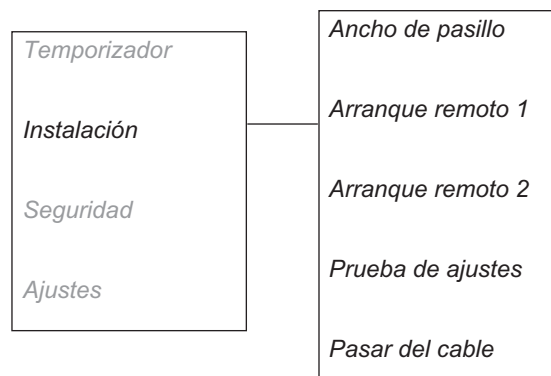 Temporizador
Instalación
Seguridad
Ajustes
Ancho de pasillo
Arranque remoto 1
Arranque remoto 2
Prueba de ajustes
Pasar del cable